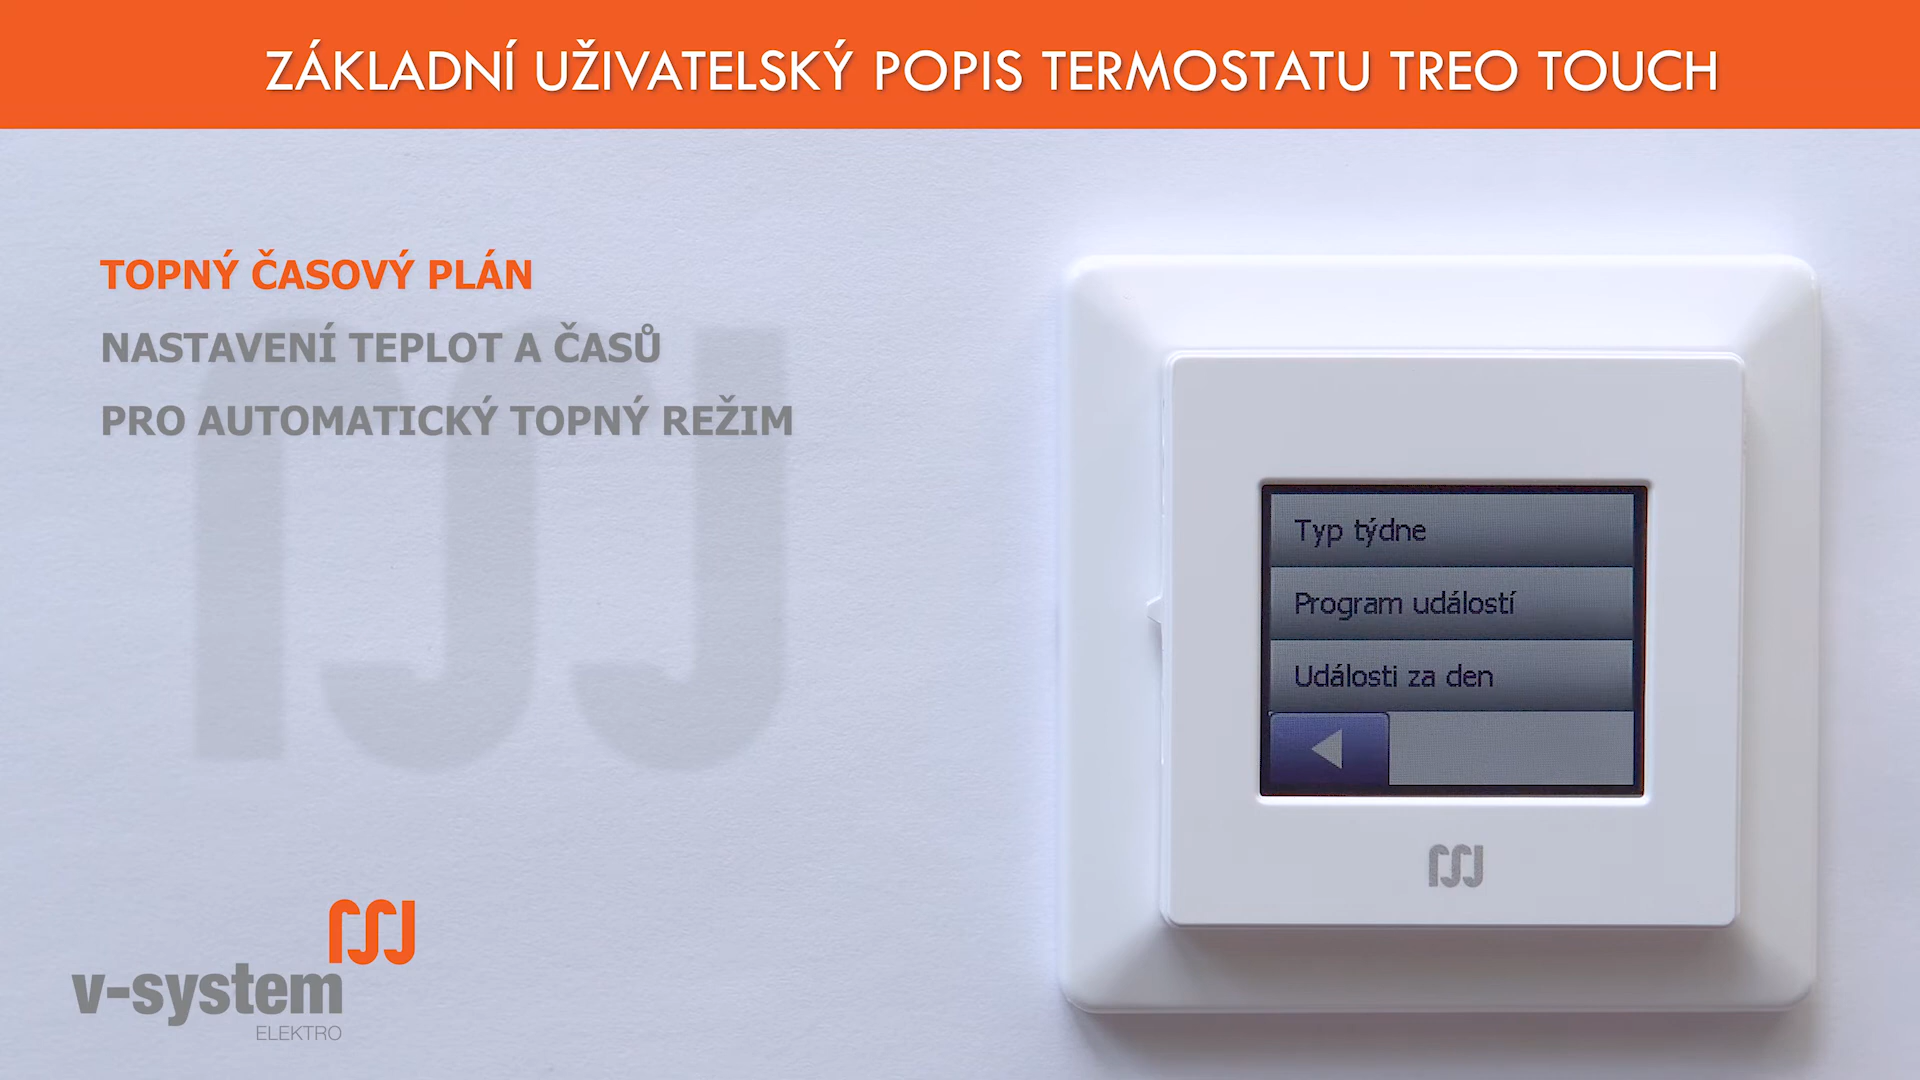 ZÁKLADNÍ UŽIVATELSKÝ POPIS TERMOSTATU TREO TOUCH
TOPNÝ ČASOVÝ PLÁN
NASTAVENÍ TEPLOT A ČASŮ
PRO AUTOMATICKÝ TOPNÝ REŽIM
Typ týdne
Program událostí
Události za den
v-system
ELEKTRO